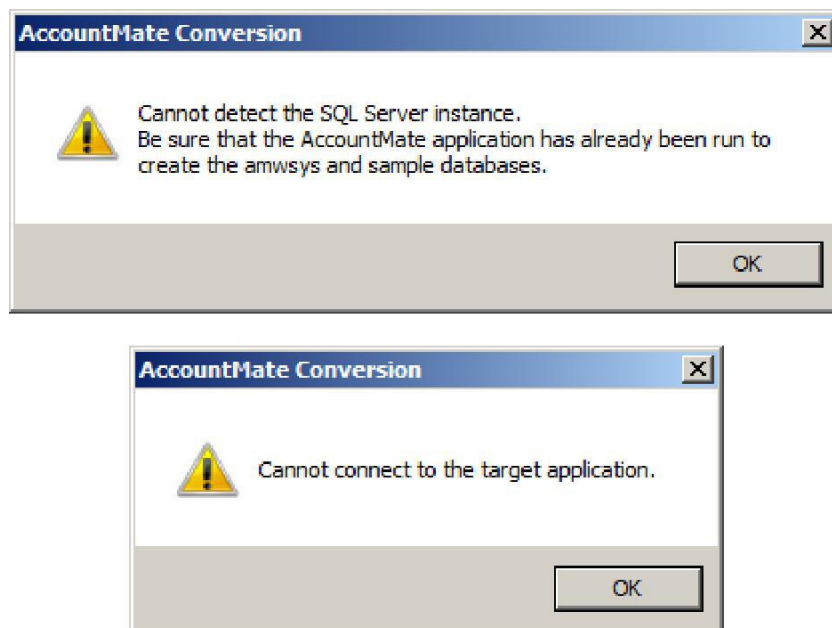 AccountMate Conversion
Cannot detect the SQL Server instance.
Be sure that the AccountMate application has already been run to
create the amwsys and sample databases.
OK
AccountMate Conversion
Cannot connect to the target application.
OK